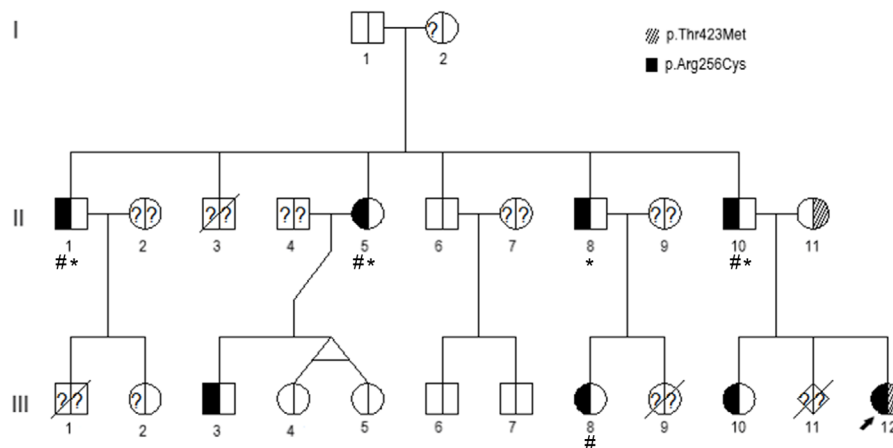 I
1 2
p.Thr423Met
p.Arg256Cys
II
?? ?? ?? ?? ?? ??
1 2 3 4 5 6 7 8 9 10 11
#* #* * #*
?
III
?? ? ?? ??
1 2 3 4 5 6 7 8 9 10 11 12
#